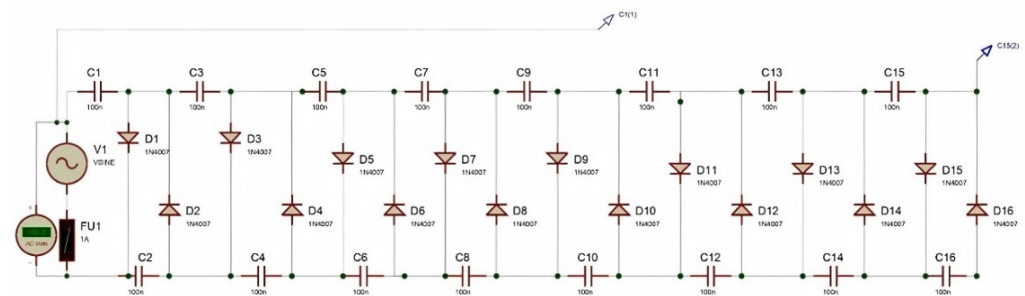 C1(1)
C15(2)
C1
C3
C5
C7
C9
C11
C13
C15
100n
100n
100n
100n
100n
100n
100n
100n
V1
VSINE
D1
1N4007
D3
1N4007
D5
1N4007
D7
1N4007
D9
1N4007
D11
1N4007
D13
1N4007
D15
1N4007
D2
1N4007
D4
1N4007
D6
1N4007
D8
1N4007
D10
1N4007
D12
1N4007
D14
1N4007
D16
1N4007
FU1
1A
AC Volts
C2
C4
C6
C8
C10
C12
C14
C16
100n
100n
100n
100n
100n
100n
100n
100n